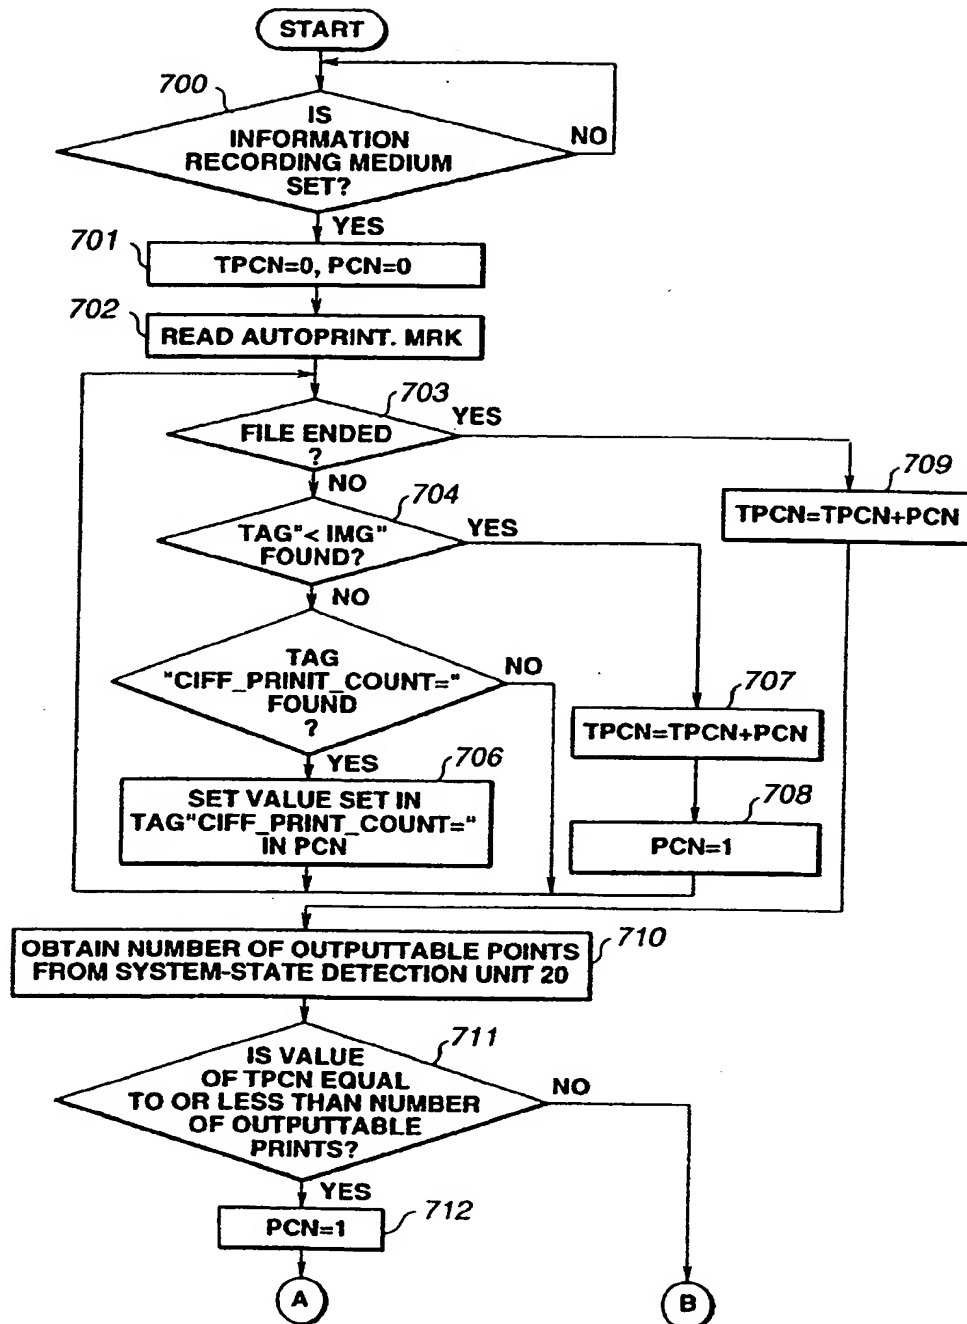 START
700
IS
INFORMATION
RECORDING MEDIUM
SET?
NO
YES
701
TPCN=0, PCN=0
702
READ AUTOPRINT. MRK
703
FILE ENDED
?
YES
NO
704
TAG"< IMG"
FOUND?
YES
NO
709
TPCN=TPCN+PCN
TAG
"CIFF_PRINIT_COUNT="
FOUND
?
NO
YES
707
TPCN=TPCN+PCN
706
SET VALUE SET IN
TAG"CIFF_PRINT_COUNT="
IN PCN
708
PCN=1
OBTAIN NUMBER OF OUTPUTTABLE POINTS
FROM SYSTEM-STATE DETECTION UNIT 20
710
711
IS VALUE
OF TPCN EQUAL
TO OR LESS THAN NUMBER
OF OUTPUTTABLE
PRINTS?
NO
YES
PCN=1
712
A
B